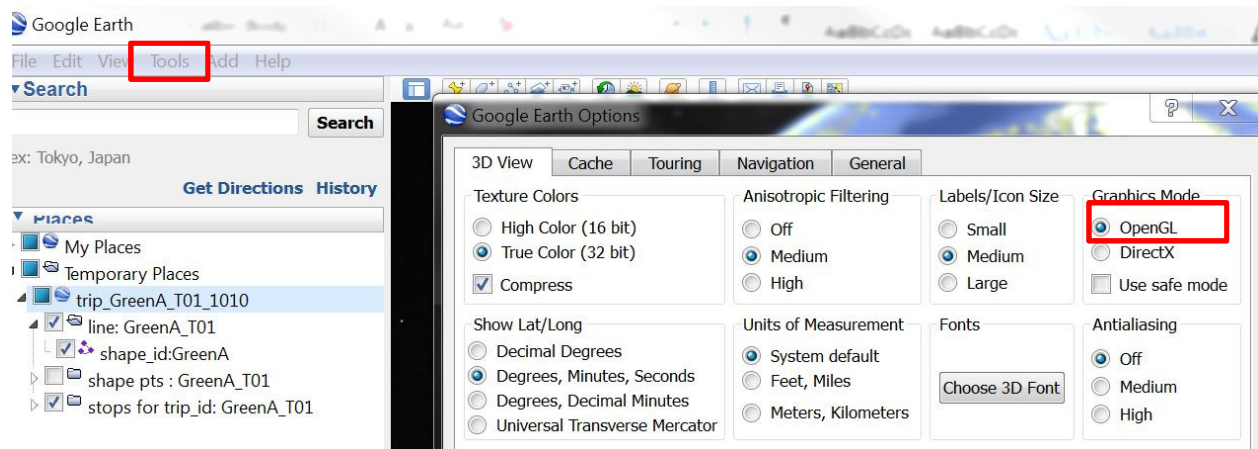 Google Earth
File Edit View Tools Add Help
Search
Search
ex: Tokyo, Japan
Get Directions History
Places
My Places
Temporary Places
trip_GreenA_T01_1010
line: GreenA_T01
shape_id:GreenA
shape pts : GreenA_T01
stops for trip_id: GreenA_T01
Google Earth Options
3D View Cache Touring Navigation General
Texture Colors
High Color (16 bit)
True Color (32 bit)
Compress
Anisotropic Filtering
Off
Medium
High
Labels/Icon Size
Small
Medium
Large
Graphics Mode
OpenGL
DirectX
Use safe mode
Show Lat/Long
Decimal Degrees
Degrees, Minutes, Seconds
Degrees, Decimal Minutes
Universal Transverse Mercator
Units of Measurement
System default
Feet, Miles
Meters, Kilometers
Fonts
Choose 3D Font
Antialiasing
Off
Medium
High